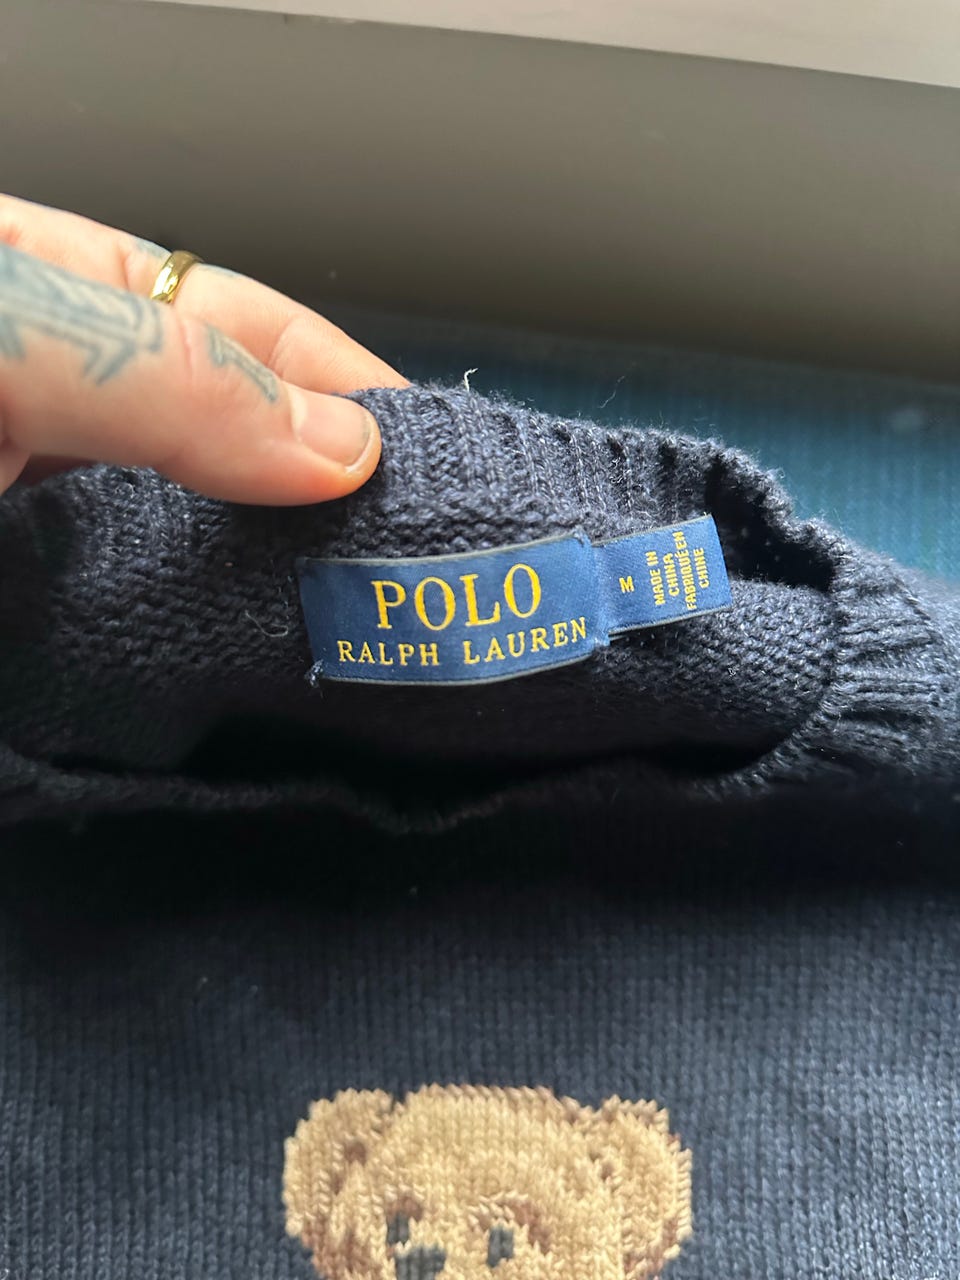 POLO
RALPH LAUREN
M
MADE IN
CHINA
FABRIQUÉ EN
CHINE